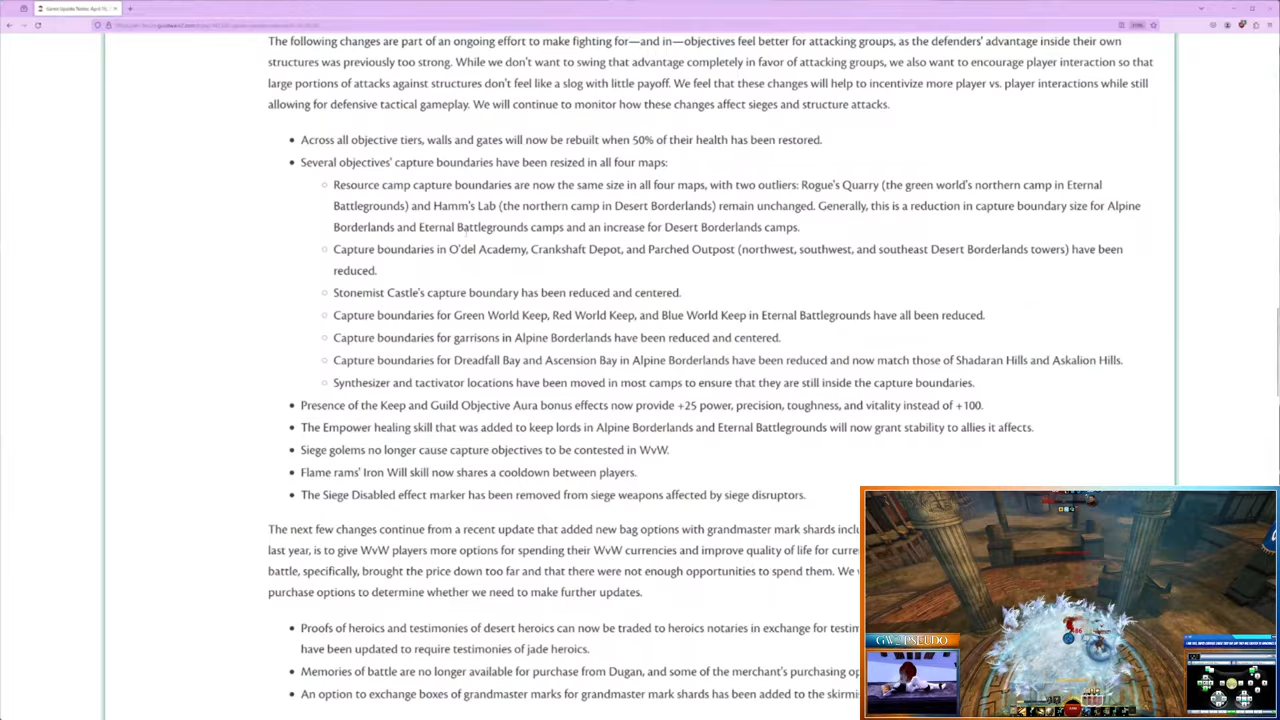 The following changes are part of an ongoing effort to make fighting for—and in—objectives feel better for attacking groups, as the defenders' advantage inside their own
structures was previously too strong. While we don't want to swing that advantage completely in favor of attacking groups, we also want to encourage player interaction so that
large portions of attacks against structures don't feel like a slog with little payoff. We feel that these changes will help to incentivize more player vs. player interactions while still
allowing for defensive tactical gameplay. We will continue to monitor how these changes affect sieges and structure attacks.
Across all objective tiers, walls and gates will now be rebuilt when 50% of their health has been restored.
Several objectives' capture boundaries have been resized in all four maps:
Resource camp capture boundaries are now the same size in all four maps, with two outliers: Rogue's Quarry (the green world's northern camp in Eternal
Battlegrounds) and Hamm's Lab (the northern camp in Desert Borderlands) remain unchanged. Generally, this is a reduction in capture boundary size for Alpine
Borderlands and Eternal Battlegrounds camps and an increase for Desert Borderlands camps.
Capture boundaries in O'del Academy, Crankshaft Depot, and Parched Outpost (northwest, southwest, and southeast Desert Borderlands towers) have been
reduced.
Stonemist Castle's capture boundary has been reduced and centered.
Capture boundaries for Green World Keep, Red World Keep, and Blue World Keep in Eternal Battlegrounds have all been reduced.
Capture boundaries for garrisons in Alpine Borderlands have been reduced and centered.
Capture boundaries for Dreadfall Bay and Ascension Bay in Alpine Borderlands have been reduced and now match those of Shadaran Hills and Askalion Hills.
Synthesizer and tactivator locations have been moved in most camps to ensure that they are still inside the capture boundaries.
Presence of the Keep and Guild Objective Aura bonus effects now provide +25 power, precision, toughness, and vitality instead of +100.
The Empower healing skill that was added to keep lords in Alpine Borderlands and Eternal Battlegrounds will now grant stability to allies it affects.
Siege golems no longer cause capture objectives to be contested in WvW.
Flame rams' Iron Will skill now shares a cooldown between players.
The Siege Disabled effect marker has been removed from siege weapons affected by siege disruptors.
The next few changes continue from a recent update that added new bag options with grandmaster mark shards inclu
last year, is to give WvW players more options for spending their WvW currencies and improve quality of life for curre
battle, specifically, brought the price down too far and that there were not enough opportunities to spend them. We
purchase options to determine whether we need to make further updates.
Proofs of heroics and testimonies of desert heroics can now be traded to heroics notaries in exchange for testim
have been updated to require testimonies of jade heroics.
Memories of battle are no longer available for purchase from Dugan, and some of the merchant's purchasing op
An option to exchange boxes of grandmaster marks for grandmaster mark shards has been added to the skirmi
GW2PSEUDO